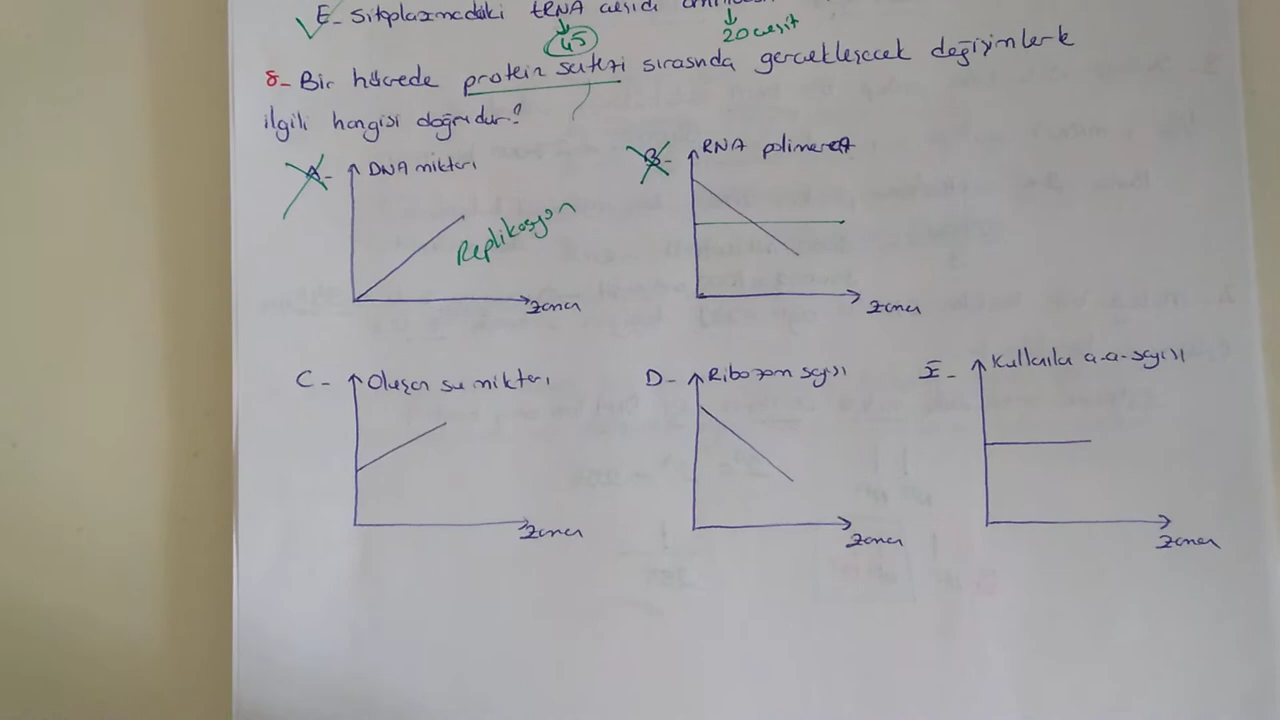 E- Sitoplazmadaki tRNA çeşidi
45
20 çeşit
8- Bir hücrede protein sentezi sırasında gerçekleşecek değişimlerle
ilgili hangisi doğrudur?
A- DNA miktarı
Replikasyon
Zaman
B- RNA polimeraz
Zaman
C- Oluşan su miktarı
Zaman
D- Ribozom sayısı
Zaman
E- Kullanıla a.a. sayısı
Zaman